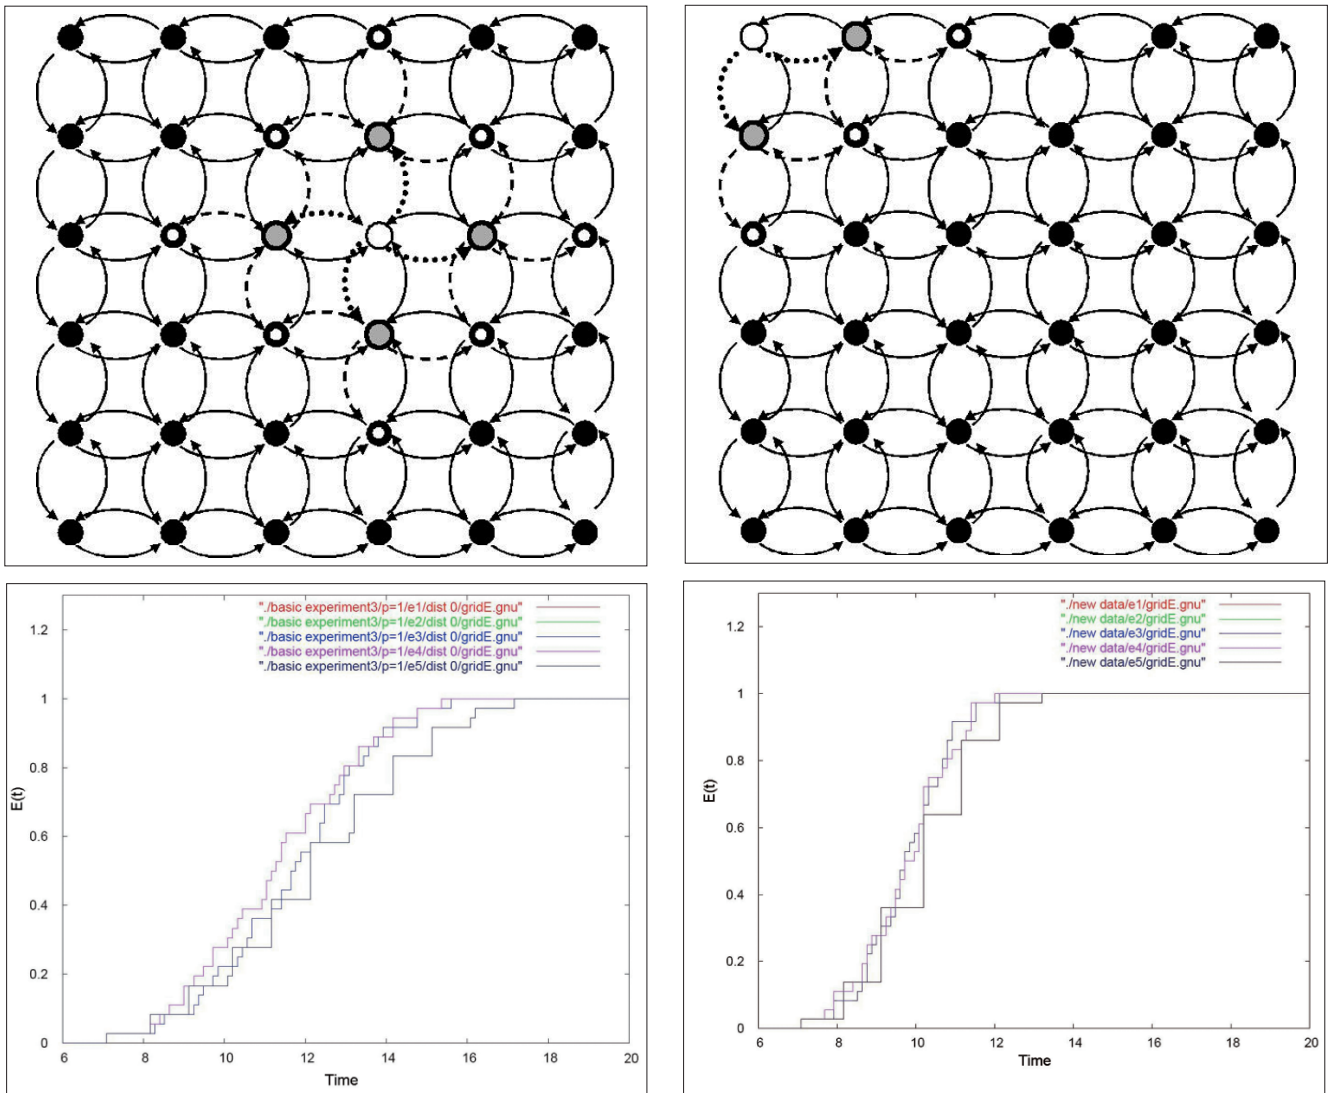 "./basic experiment3/p=1/e1/dist 0/gridE.gnu"
"./basic experiment3/p=1/e2/dist 0/gridE.gnu"
"./basic experiment3/p=1/e3/dist 0/gridE.gnu"
"./basic experiment3/p=1/e4/dist 0/gridE.gnu"
"./basic experiment3/p=1/e5/dist 0/gridE.gnu"
1.2
1
0.8
E(t)
0.6
0.4
0.2
0
6 8 10 12 14 16 18 20
Time
"./new data/e1/gridE.gnu"
"./new data/e2/gridE.gnu"
"./new data/e3/gridE.gnu"
"./new data/e4/gridE.gnu"
"./new data/e5/gridE.gnu"
1.2
1
0.8
E(t)
0.6
0.4
0.2
0
6 8 10 12 14 16 18 20
Time